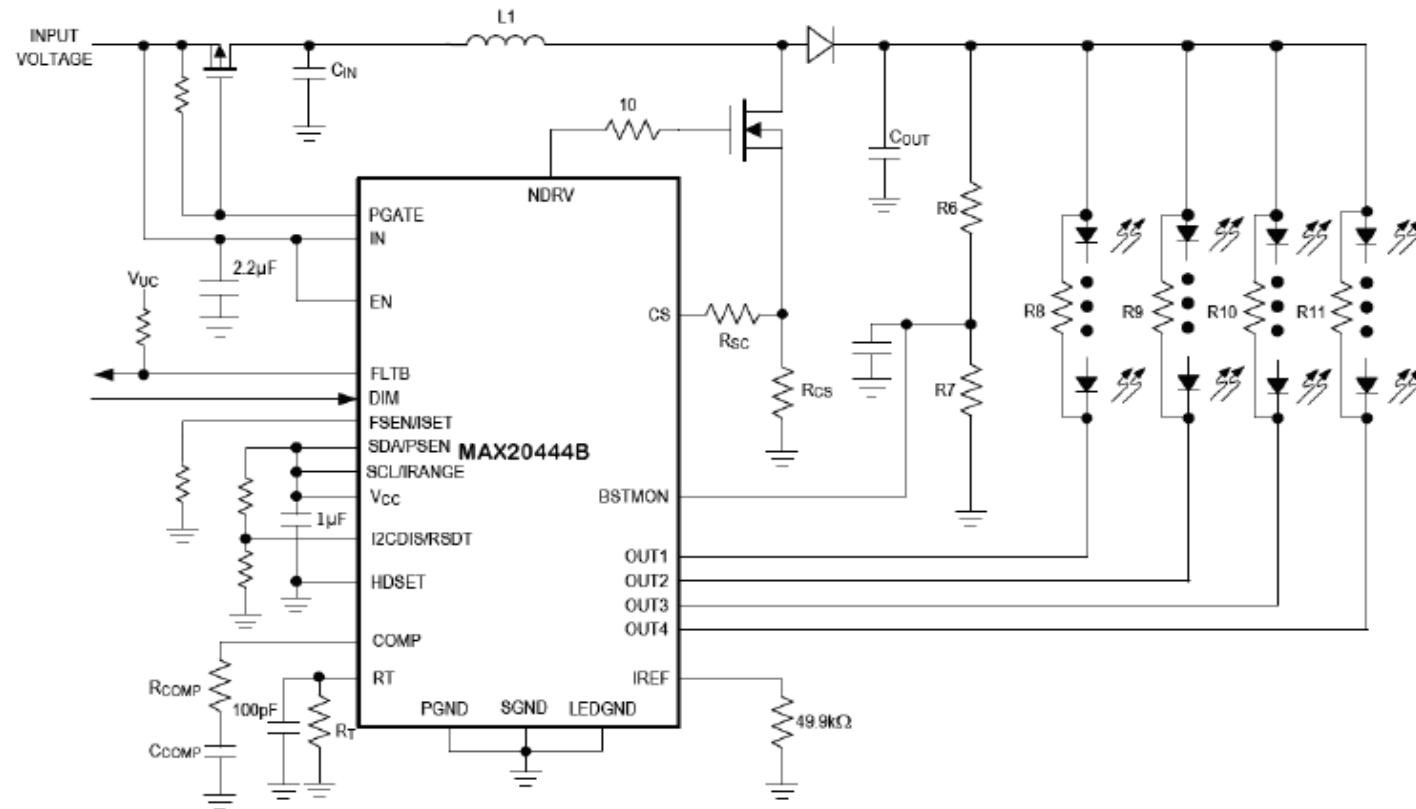 L1
INPUT
VOLTAGE
CIN
10
COUT
NDRV
PGATE
R6
IN
2.2µF
VUC
EN
CS
R8
R9
R10
R11
RSC
FLTB
RCS
R7
DIM
FSEN/ISET
SDA/PSEN
MAX20444B
SCL/IRANGE
VCC
BSTMON
1µF
I2CDIS/RSDT
OUT1
HDSET
OUT2
OUT3
OUT4
COMP
RT
IREF
RCOMP
100pF
RT
PGND
SGND
LEDGND
49.9kΩ
CCOMP